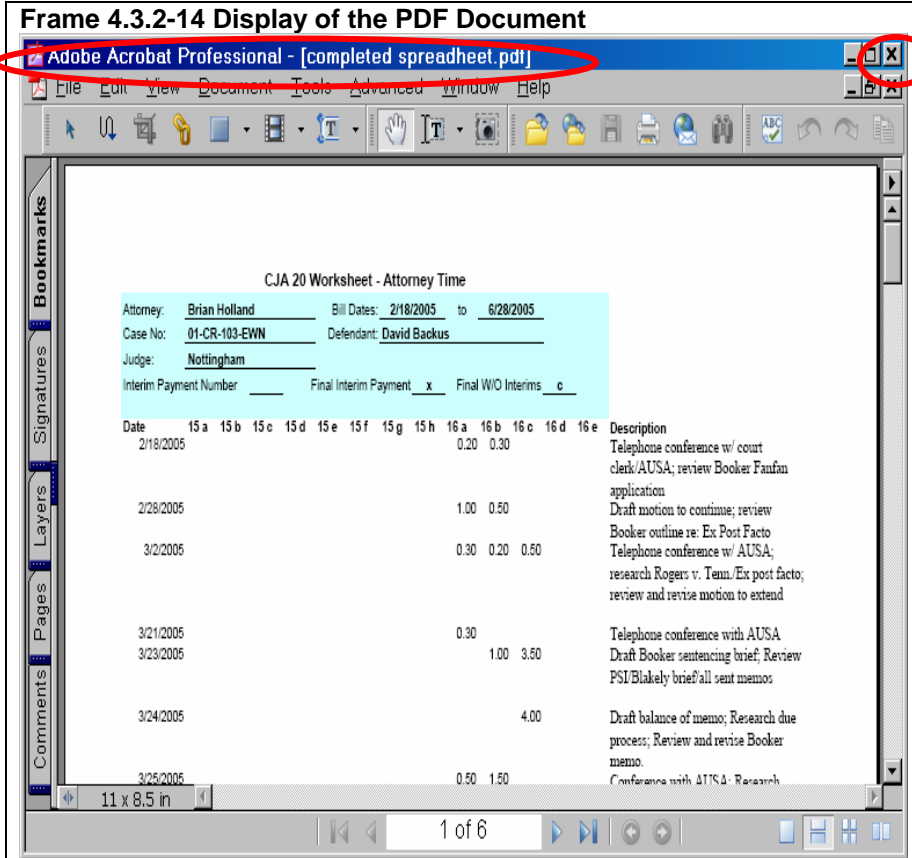 Frame 4.3.2-14 Display of the PDF Document
Adobe Acrobat Professional - [completed spreadheet.pdf]
File Edit View Document Tools Advanced Window Help
T T ABC
Bookmarks
Signatures
Layers
Pages
Comments
CJA 20 Worksheet - Attorney Time
Attorney: Brian Holland Bill Dates: 2/18/2005 to 6/28/2005
Case No: 01-CR-103-EWN Defendant: David Backus
Judge: Nottingham
Interim Payment Number Final Interim Payment x Final W/O Interims c
Date 15 a 15 b 15 c 15 d 15 e 15 f 15 g 15 h 16 a 16 b 16 c 16 d 16 e Description
2/18/2005 0.20 0.30 Telephone conference w/ court
clerk/AUSA; review Booker Fanfan
application
2/28/2005 1.00 0.50 Draft motion to continue; review
Booker outline re: Ex Post Facto
3/2/2005 0.30 0.20 0.50 Telephone conference w/ AUSA;
research Rogers v. Tenn./Ex post facto;
review and revise motion to extend
3/21/2005 0.30 Telephone conference with AUSA
3/23/2005 1.00 3.50 Draft Booker sentencing brief; Review
PSI/Blakely brief/all sent memos
3/24/2005 4.00 Draft balance of memo; Research due
process; Review and revise Booker
memo.
3/25/2005 0.50 1.50 Conference with AUSA; Research
11 x 8.5 in
1 of 6